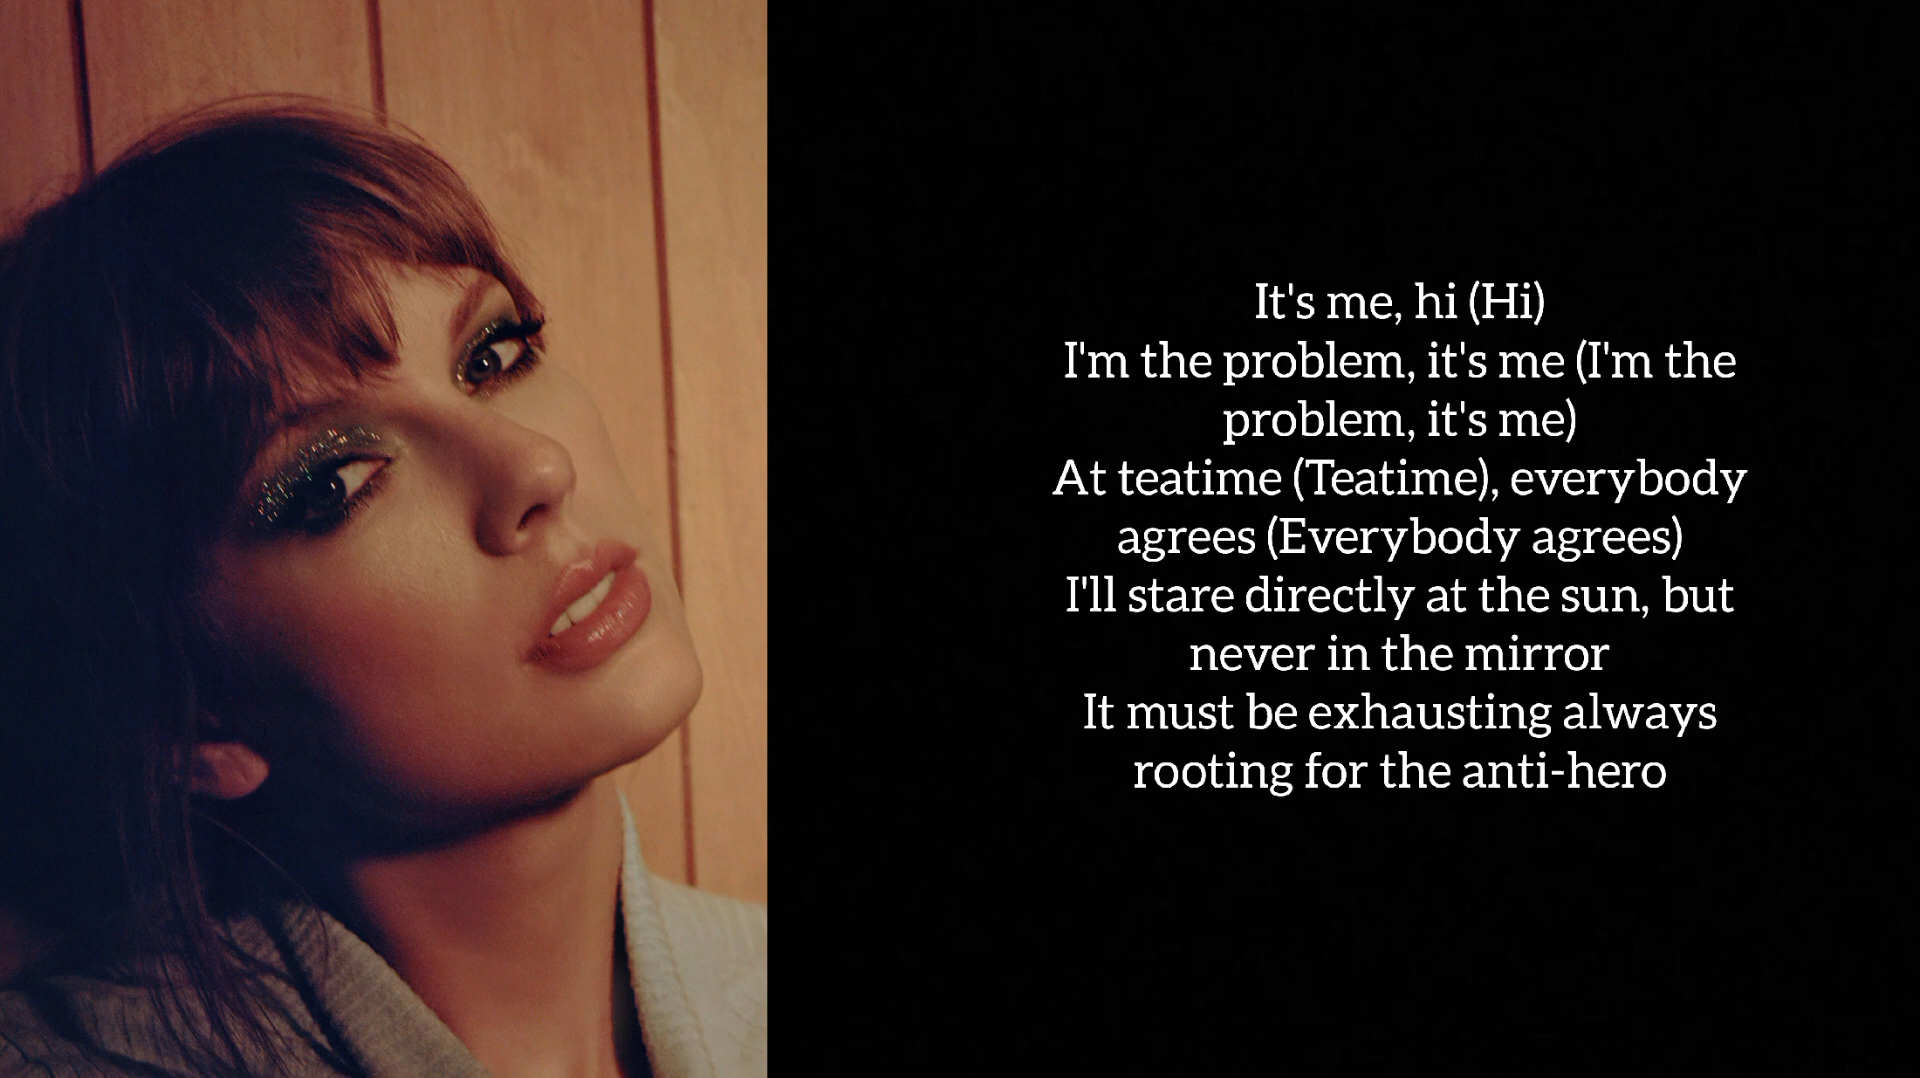 It's me, hi (Hi)
I'm the problem, it's me (I'm the
problem, it's me)
At teatime (Teatime), everybody
agrees (Everybody agrees)
I'll stare directly at the sun, but
never in the mirror
It must be exhausting always
rooting for the anti-hero